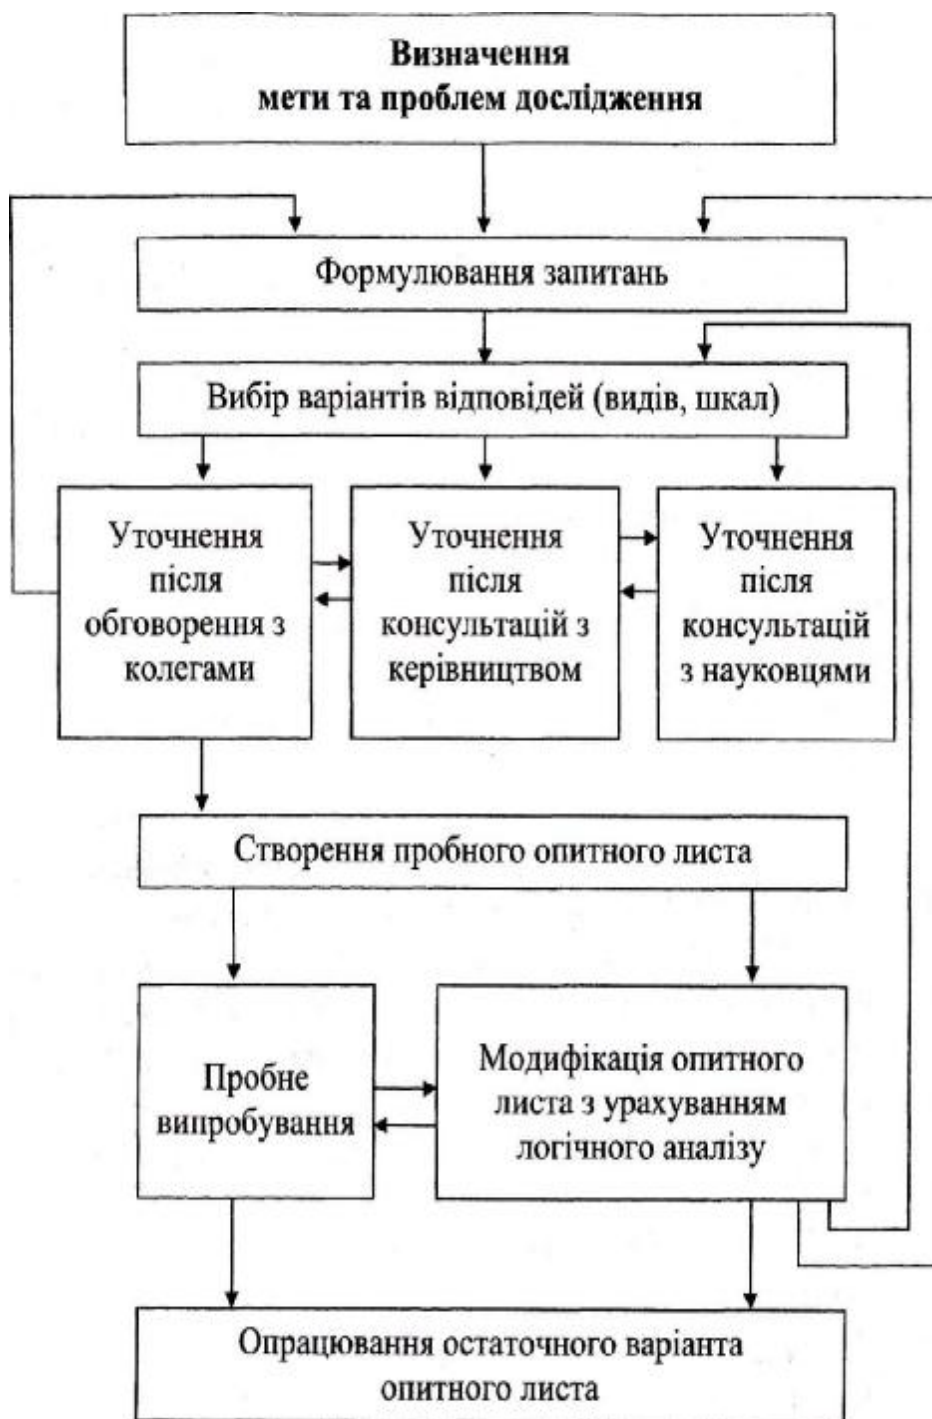 Визначення
мети та проблем дослідження
Формулювання запитань
Вибір варіантів відповідей (видів, шкал)
Уточнення
після
обговорення з
колегами
Уточнення
після
консультацій з
керівництвом
Уточнення
після
консультацій
з науковцями
Створення пробного опитного листа
Пробне
випробування
Модифікація опитного
листа з урахуванням
логічного аналізу
Опрацювання остаточного варіанта
опитного листа